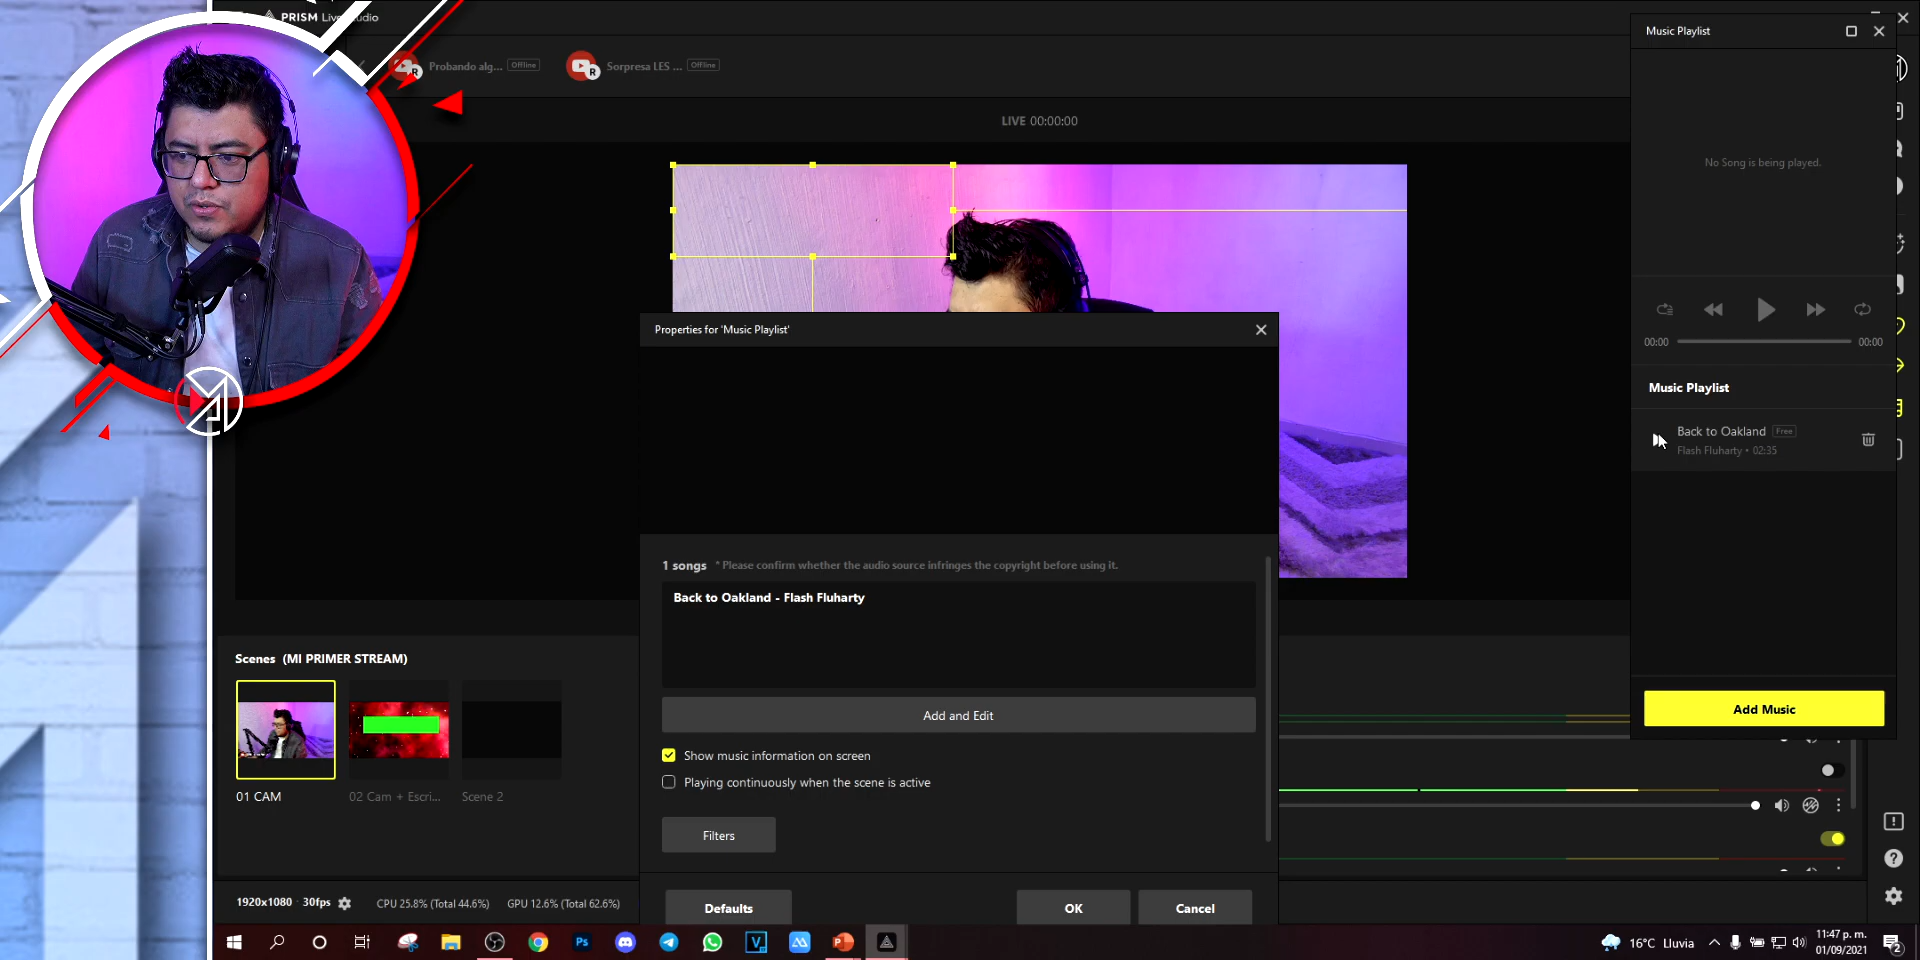 PRISM Live Studio
Music Playlist
Probando alg...
Offline
Sorpresa LES ...
Offline
LIVE 00:00:00
No Song is being played.
00:00
00:00
Music Playlist
Back to Oakland Free
Flash Fluharty • 02:35
Add Music
Properties for 'Music Playlist'
1 songs * Please confirm whether the audio source infringes the copyright before using it.
Back to Oakland - Flash Fluharty
Add and Edit
Show music information on screen
Playing continuously when the scene is active
Filters
Defaults
OK
Cancel
Scenes (MI PRIMER STREAM)
01 CAM
02 Cam + Escri...
Scene 2
1920x1080 · 30fps
CPU 25.8% (Total 44.6%)
GPU 12.6% (Total 62.6%)
16°C Lluvia
11:47 p. m.
01/09/2021
2